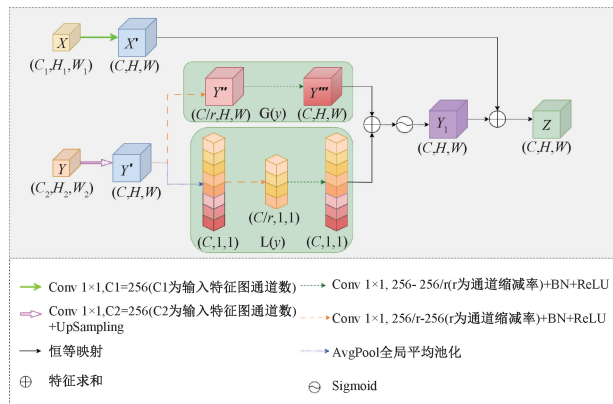 X
X'
(C₁,H₁,W₁)
(C,H,W)
Y''
Y'''
(C/r,H,W)
G(y)
(C,H,W)
Y
Y'
(C₂,H₂,W₂)
(C,H,W)
Y₁
(C,H,W)
Z
(C,H,W)
(C/r,1,1)
(C,1,1)
L(y)
(C,1,1)
Conv 1×1,C1=256(C1为输入特征图通道数)
Conv 1×1,C2=256(C2为输入特征图通道数)
+UpSampling
恒等映射
特征求和
Conv 1×1, 256- 256/r(r为通道缩减率)+BN+ReLU
Conv 1×1, 256/r-256(r为通道缩减率)+BN+ReLU
AvgPool全局平均池化
Sigmoid